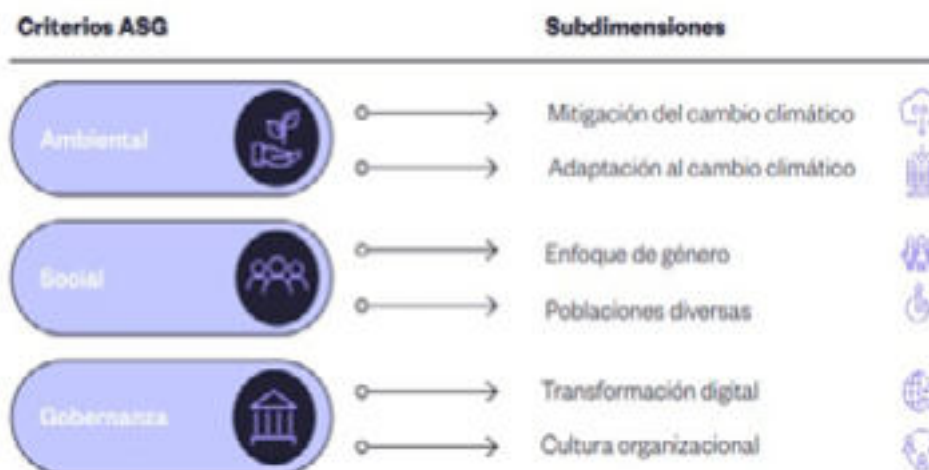 Criterios ASG
Subdimensiones
Ambiental
Mitigación del cambio climático
Adaptación al cambio climático
Social
Enfoque de género
Poblaciones diversas
Gobernanza
Transformación digital
Cultura organizacional